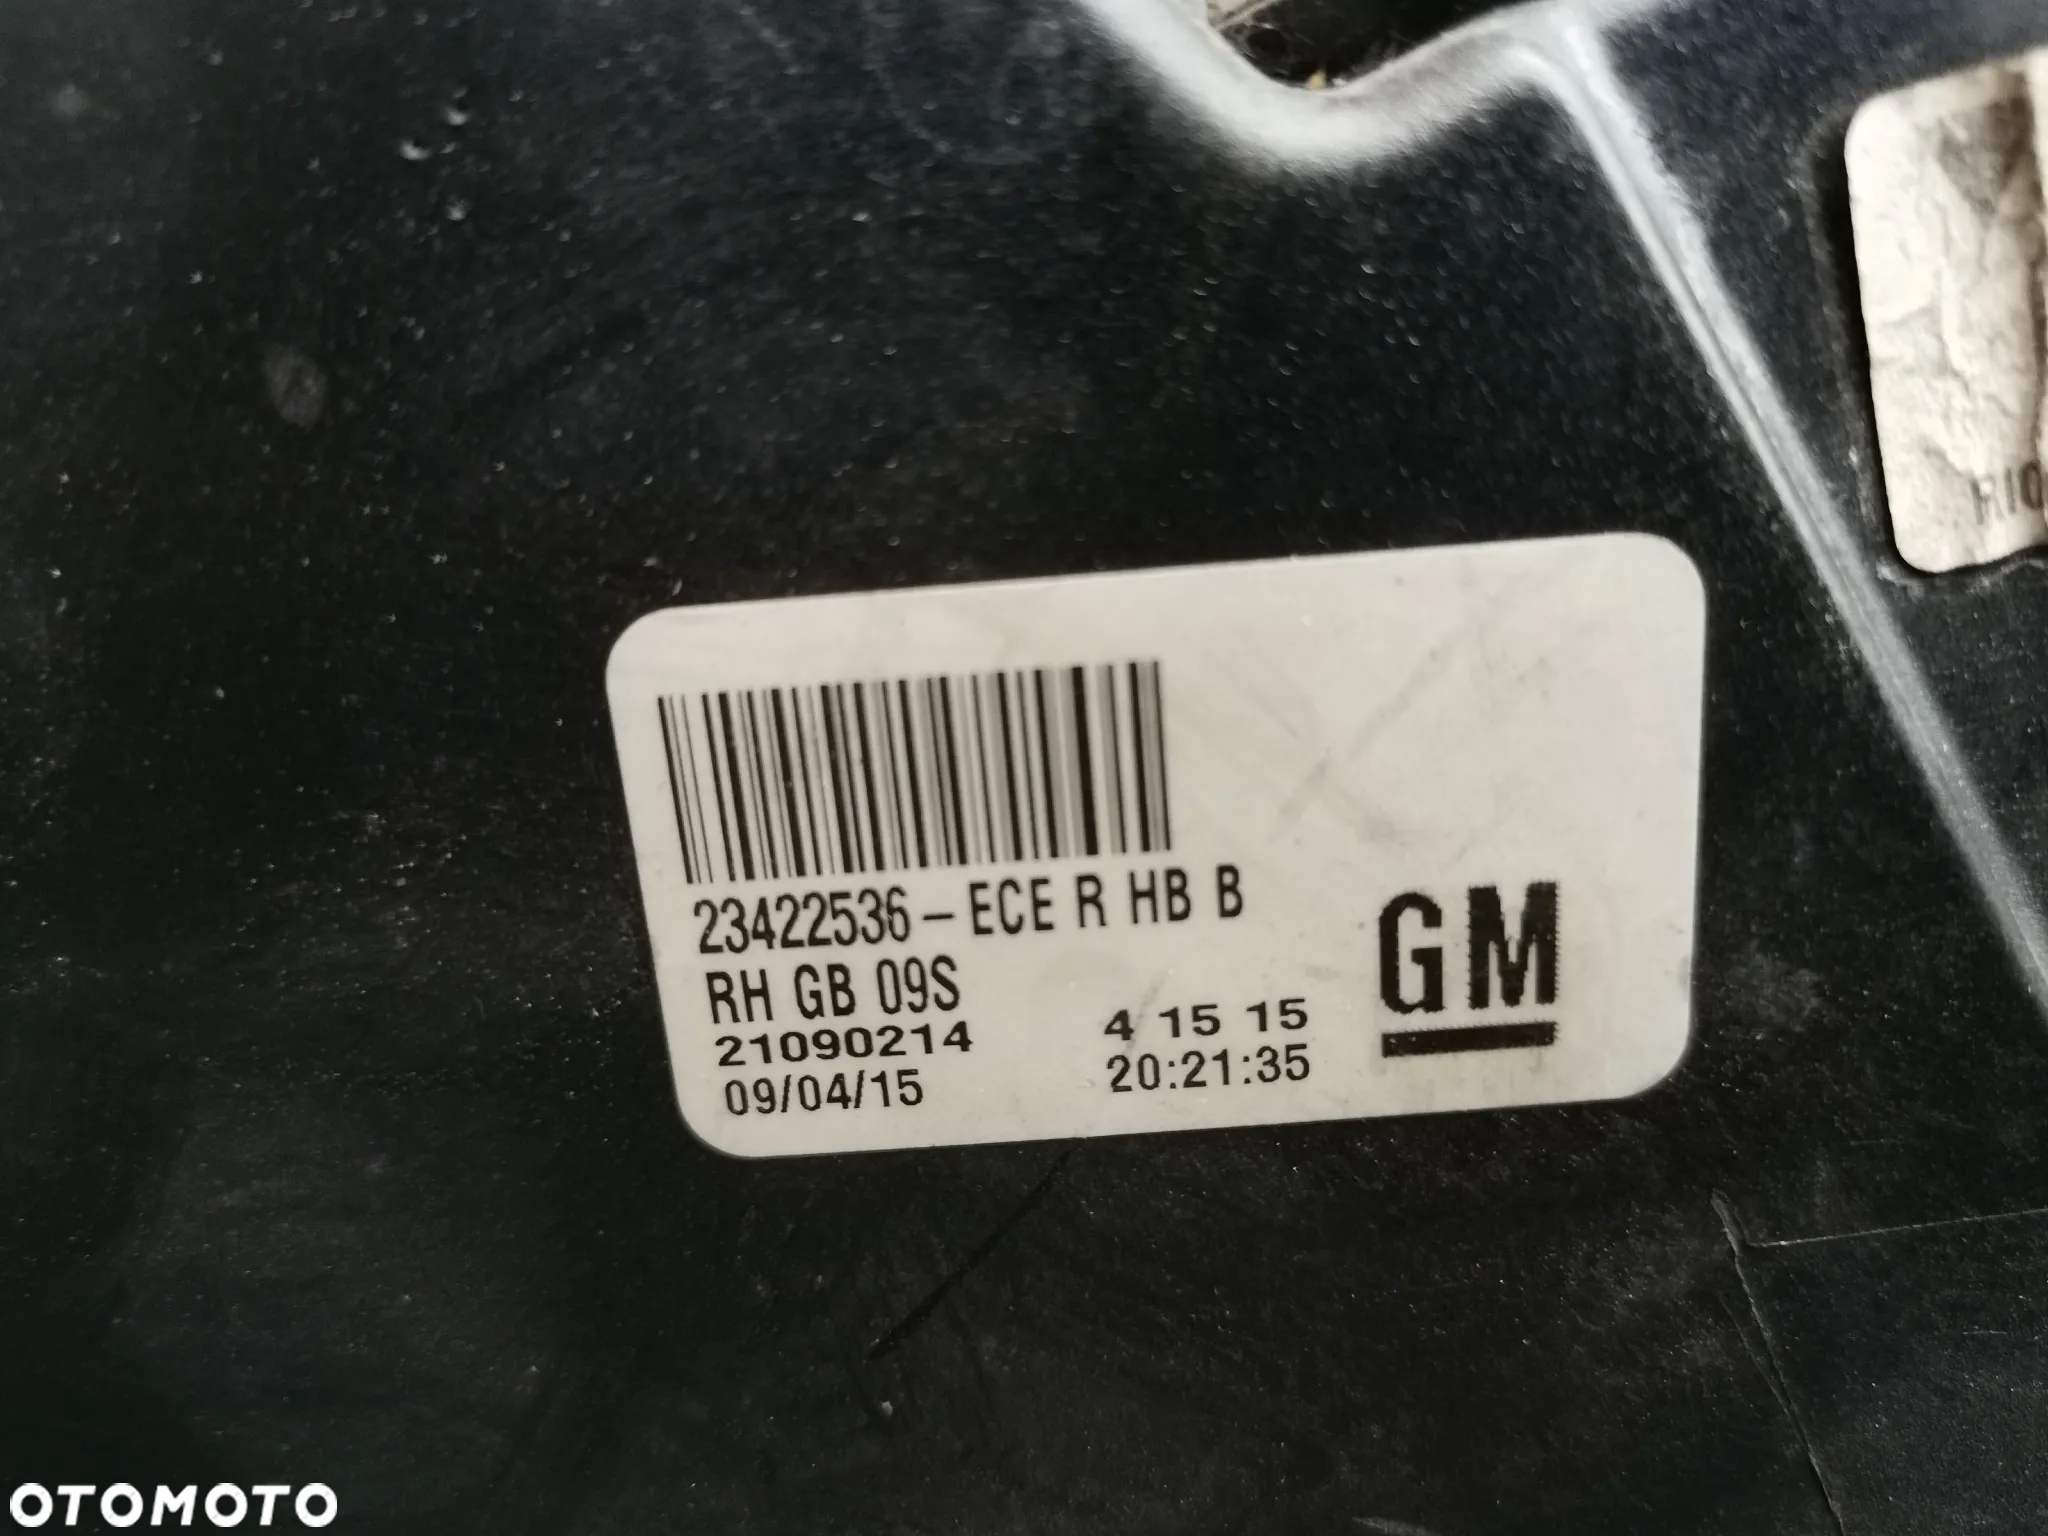 23422536-ECE R HB B
RH GB 09S
21090214 4 15 15
09/04/15 20:21:35
GM
OTOMOTO